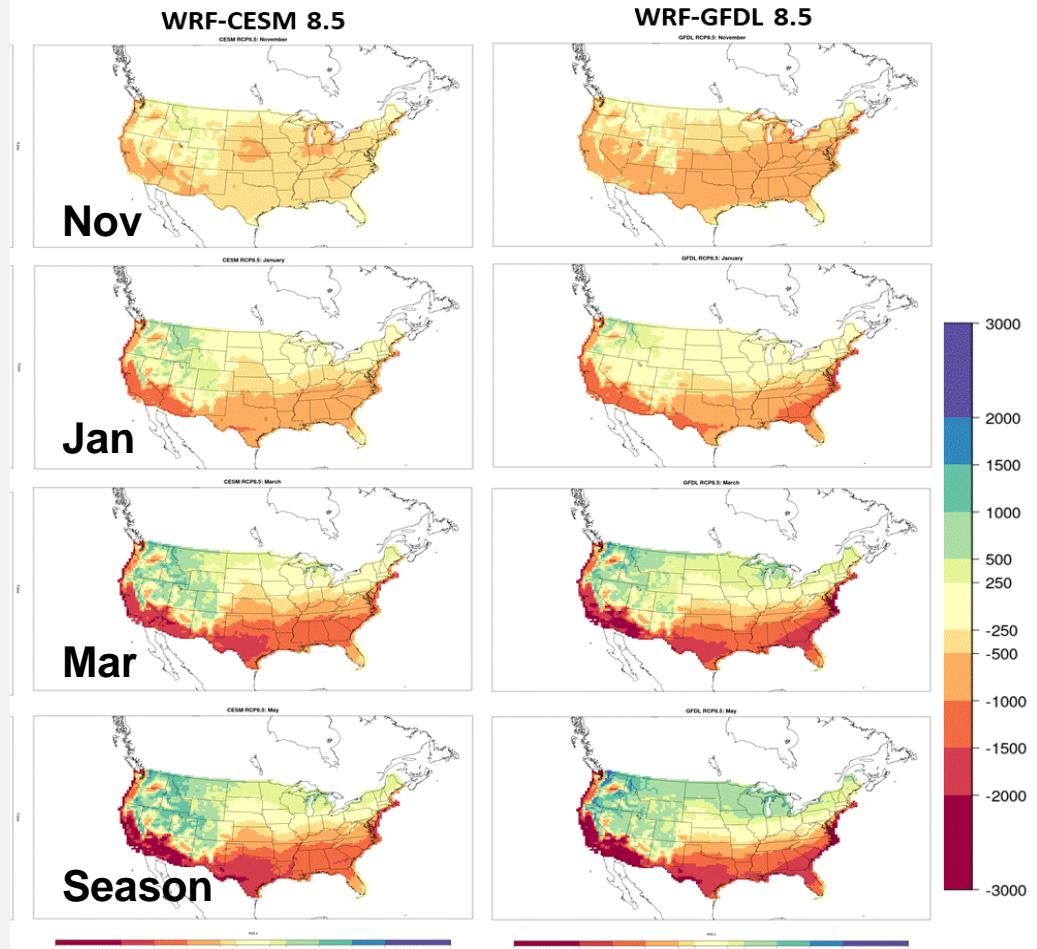 WRF-CESM 8.5
WRF-GFDL 8.5
CESM RCP8.5: November
GFDL RCP8.5: November
Nov
CESM RCP8.5: January
GFDL RCP8.5: January
Jan
CESM RCP8.5: March
GFDL RCP8.5: March
Mar
CESM RCP8.5: May
GFDL RCP8.5: May
Season
3000
2000
1500
1000
500
250
-250
-500
-1000
-1500
-2000
-3000